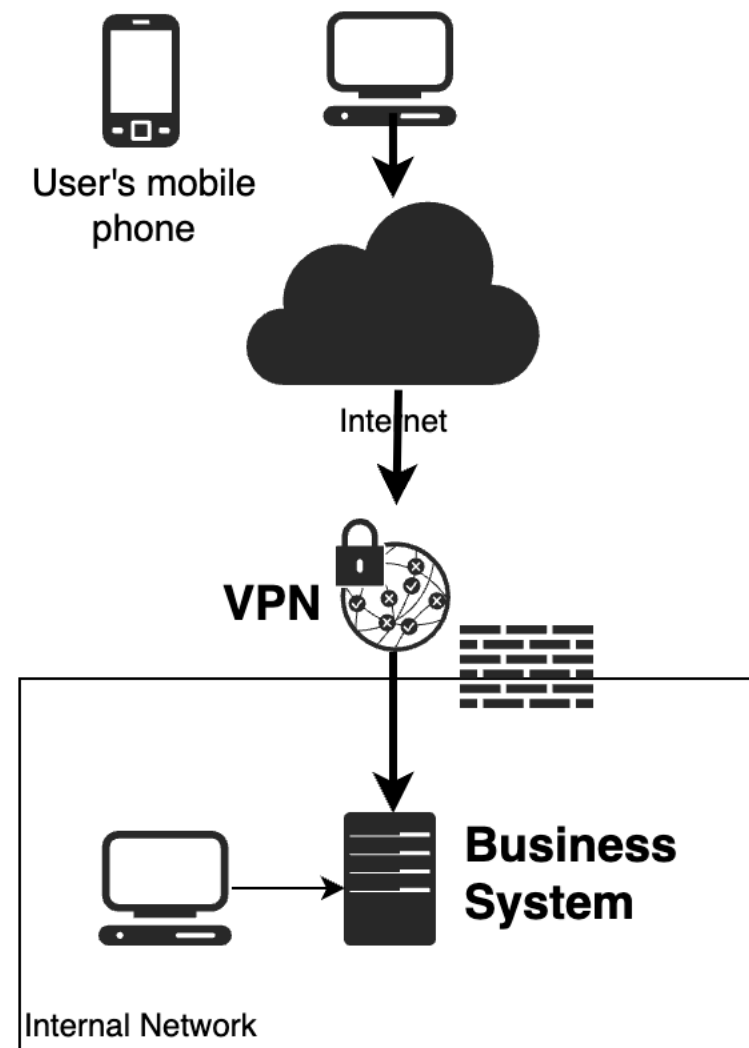 User's mobile
phone
Internet
VPN
Business
System
Internal Network